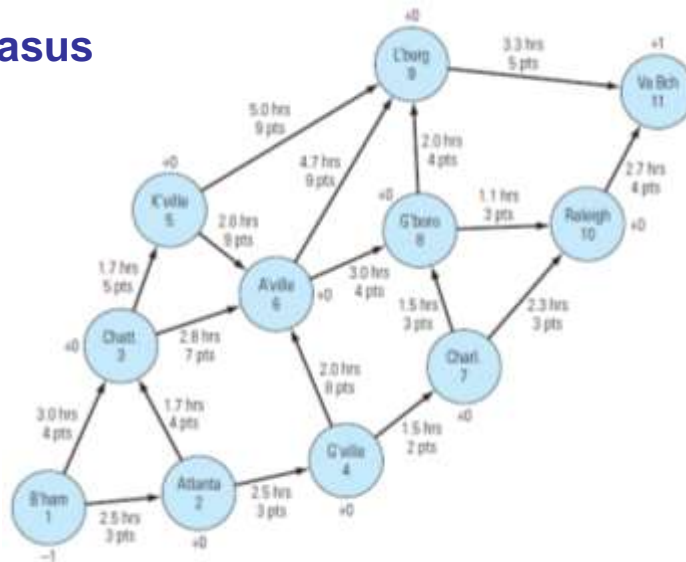 asus
+0
L'burg
9
3.3 hrs
5 pts
+1
Va Bch
11
5.0 hrs
9 pts
4.7 hrs
9 pts
2.0 hrs
4 pts
2.7 hrs
4 pts
+0
K'ville
5
+0
G'boro
8
1.1 hrs
3 pts
Raleigh
10
+0
9 pts
1.7 hrs
5 pts
A'ville
6
+0
3.0 hrs
4 pts
+0
Chatt.
3
2.8 hrs
7 pts
1.5 hrs
3 pts
2.3 hrs
3 pts
Charl.
7
+0
3.0 hrs
4 pts
1.7 hrs
4 pts
2.0 hrs
8 pts
1.5 hrs
2 pts
G'ville
4
+0
B'ham
1
−1
2.5 hrs
3 pts
Atlanta
2
+0
2.5 hrs
3 pts